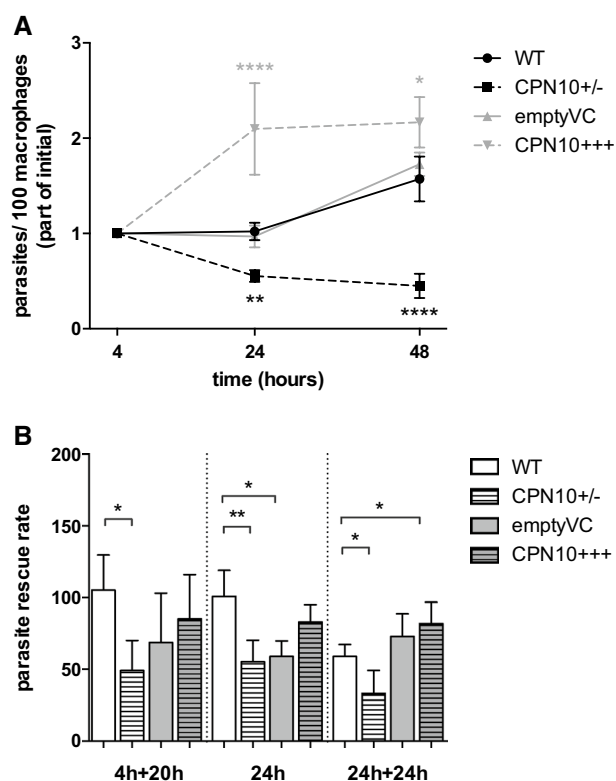 A
parasites/ 100 macrophages
(part of initial)
3
2
1
0
4
24
48
time (hours)
****
*
**
****
WT
CPN10+/-
emptyVC
CPN10+++
B
parasite rescue rate
200
150
100
50
0
*
*
**
*
*
4h+20h
24h
24h+24h
WT
CPN10+/-
emptyVC
CPN10+++